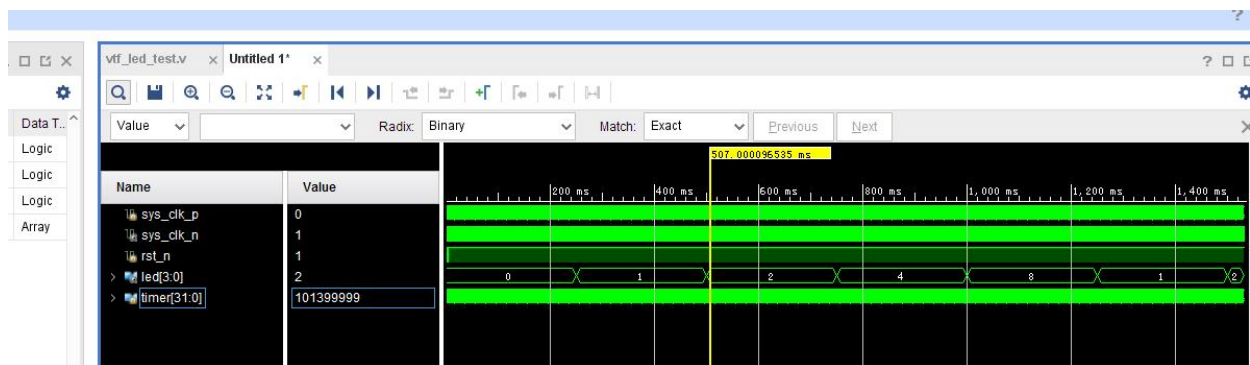 ?
vtf_led_test.v × Untitled 1* × ?
Value Radix: Binary Match: Exact Previous Next
Data T..
Logic
Logic
Logic
Array
507.000096535 ms
Name Value 200 ms 400 ms 600 ms 800 ms 1,000 ms 1,200 ms 1,400 ms
sys_clk_p 0
sys_clk_n 1
rst_n 1
led[3:0] 2 0 1 2 4 8 1 2
timer[31:0] 101399999